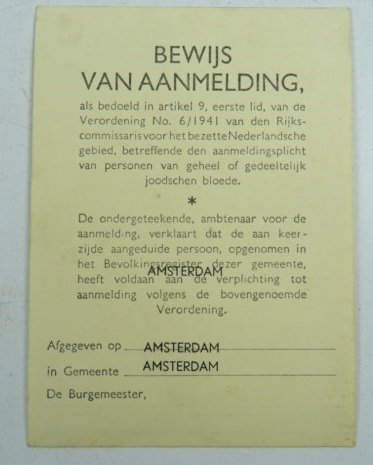 BEWIJS
VAN AANMELDING,
als bedoeld in artikel 9, eerste lid, van de
Verordening No. 6/1941 van den Rijks-
commissaris voor het bezette Nederlandsche
gebied, betreffende den aanmeldingsplicht
van personen van geheel of gedeeltelijk
joodschen bloede.
*
De ondergeteekende, ambtenaar voor de
aanmelding, verklaart dat de aan keer-
zijde aangeduide persoon, opgenomen in
het Bevolkingsregister dezer gemeente,
AMSTERDAM
heeft voldaan aan de verplichting tot
aanmelding volgens de bovengenoemde
Verordening.
Afgegeven op AMSTERDAM
in Gemeente AMSTERDAM
De Burgemeester,